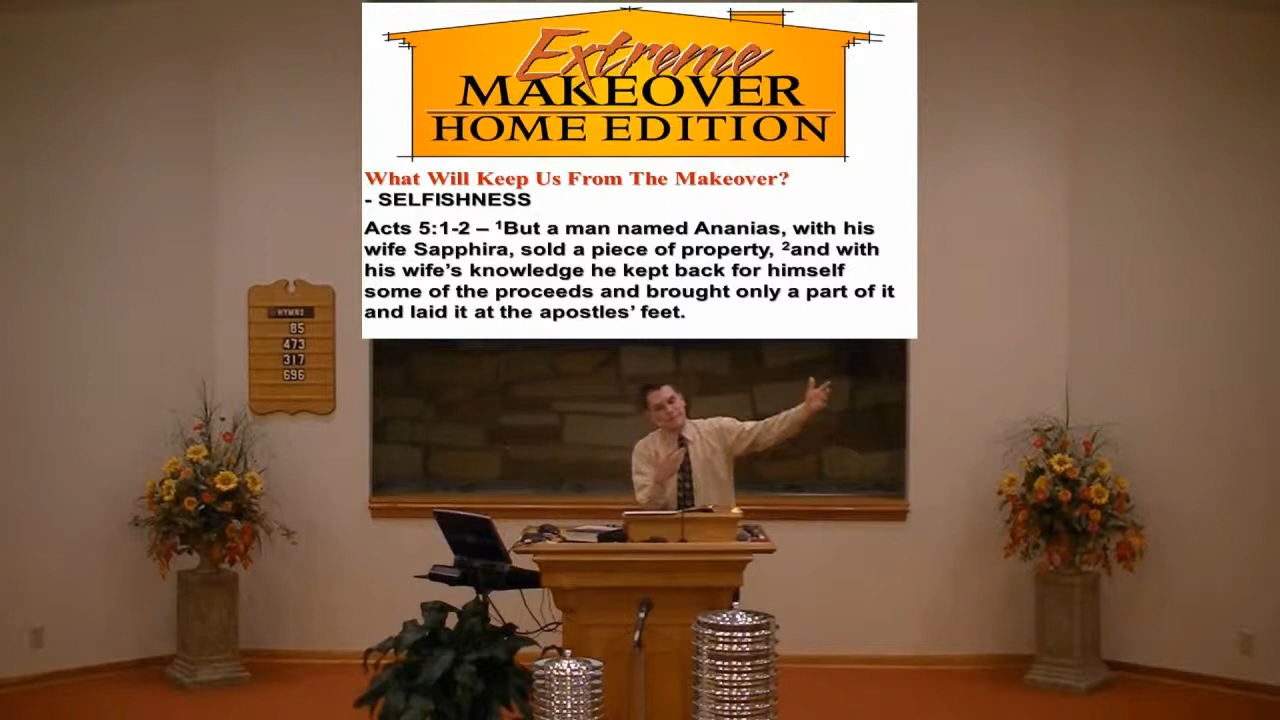 Extreme
MAKEOVER
HOME EDITION
What Will Keep Us From The Makeover?
- SELFISHNESS
Acts 5:1-2 – ¹But a man named Ananias, with his
wife Sapphira, sold a piece of property, ²and with
his wife’s knowledge he kept back for himself
some of the proceeds and brought only a part of it
and laid it at the apostles’ feet.
HYMNS
85
473
317
696